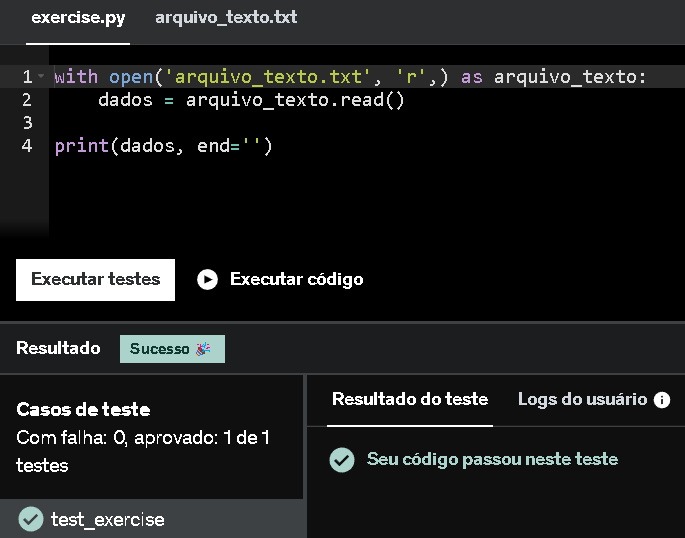 exercise.py arquivo_texto.txt
1 with open('arquivo_texto.txt', 'r',) as arquivo_texto:
2     dados = arquivo_texto.read()
3
4 print(dados, end='')
Executar testes Executar código
Resultado Sucesso 🎉
Casos de teste
Com falha: 0, aprovado: 1 de 1
testes
test_exercise
Resultado do teste Logs do usuário
Seu código passou neste teste